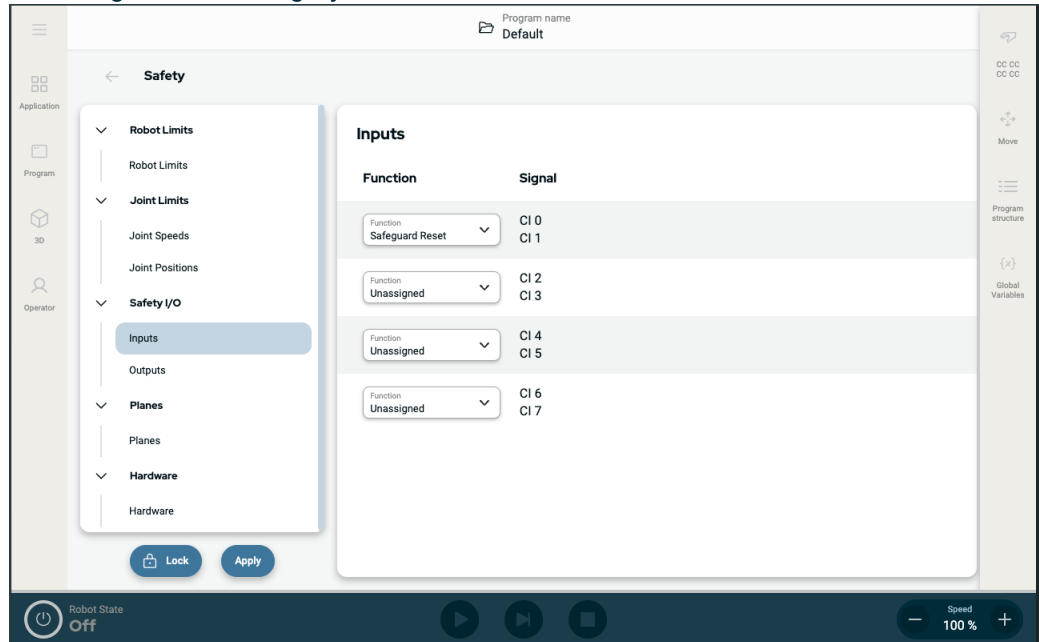 Program name
Default
Application
Program
3D
Operator
Safety
Robot Limits
Robot Limits
Joint Limits
Joint Speeds
Joint Positions
Safety I/O
Inputs
Outputs
Planes
Planes
Hardware
Hardware
Lock
Apply
Inputs
Function
Signal
Function
Safeguard Reset
CI 0
CI 1
Function
Unassigned
CI 2
CI 3
Function
Unassigned
CI 4
CI 5
Function
Unassigned
CI 6
CI 7
CC CC
CC CC
Move
Program
structure
{x}
Global
Variables
Robot State
Off
Speed
100 %